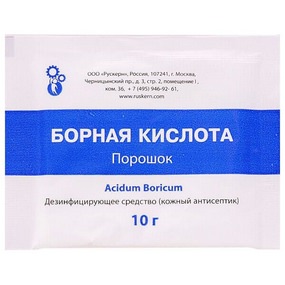 ООО «Рускерн», Россия, 107241, г. Москва,
Черницынский пр., д. 3, стр. 2, помещение I ,
ком. 36, + 7 (495) 946-92- 61,
www.ruskern.com
БОРНАЯ КИСЛОТА
Порошок
Acidum Boricum
Дезинфицирующее средство (кожный антисептик)
10 г